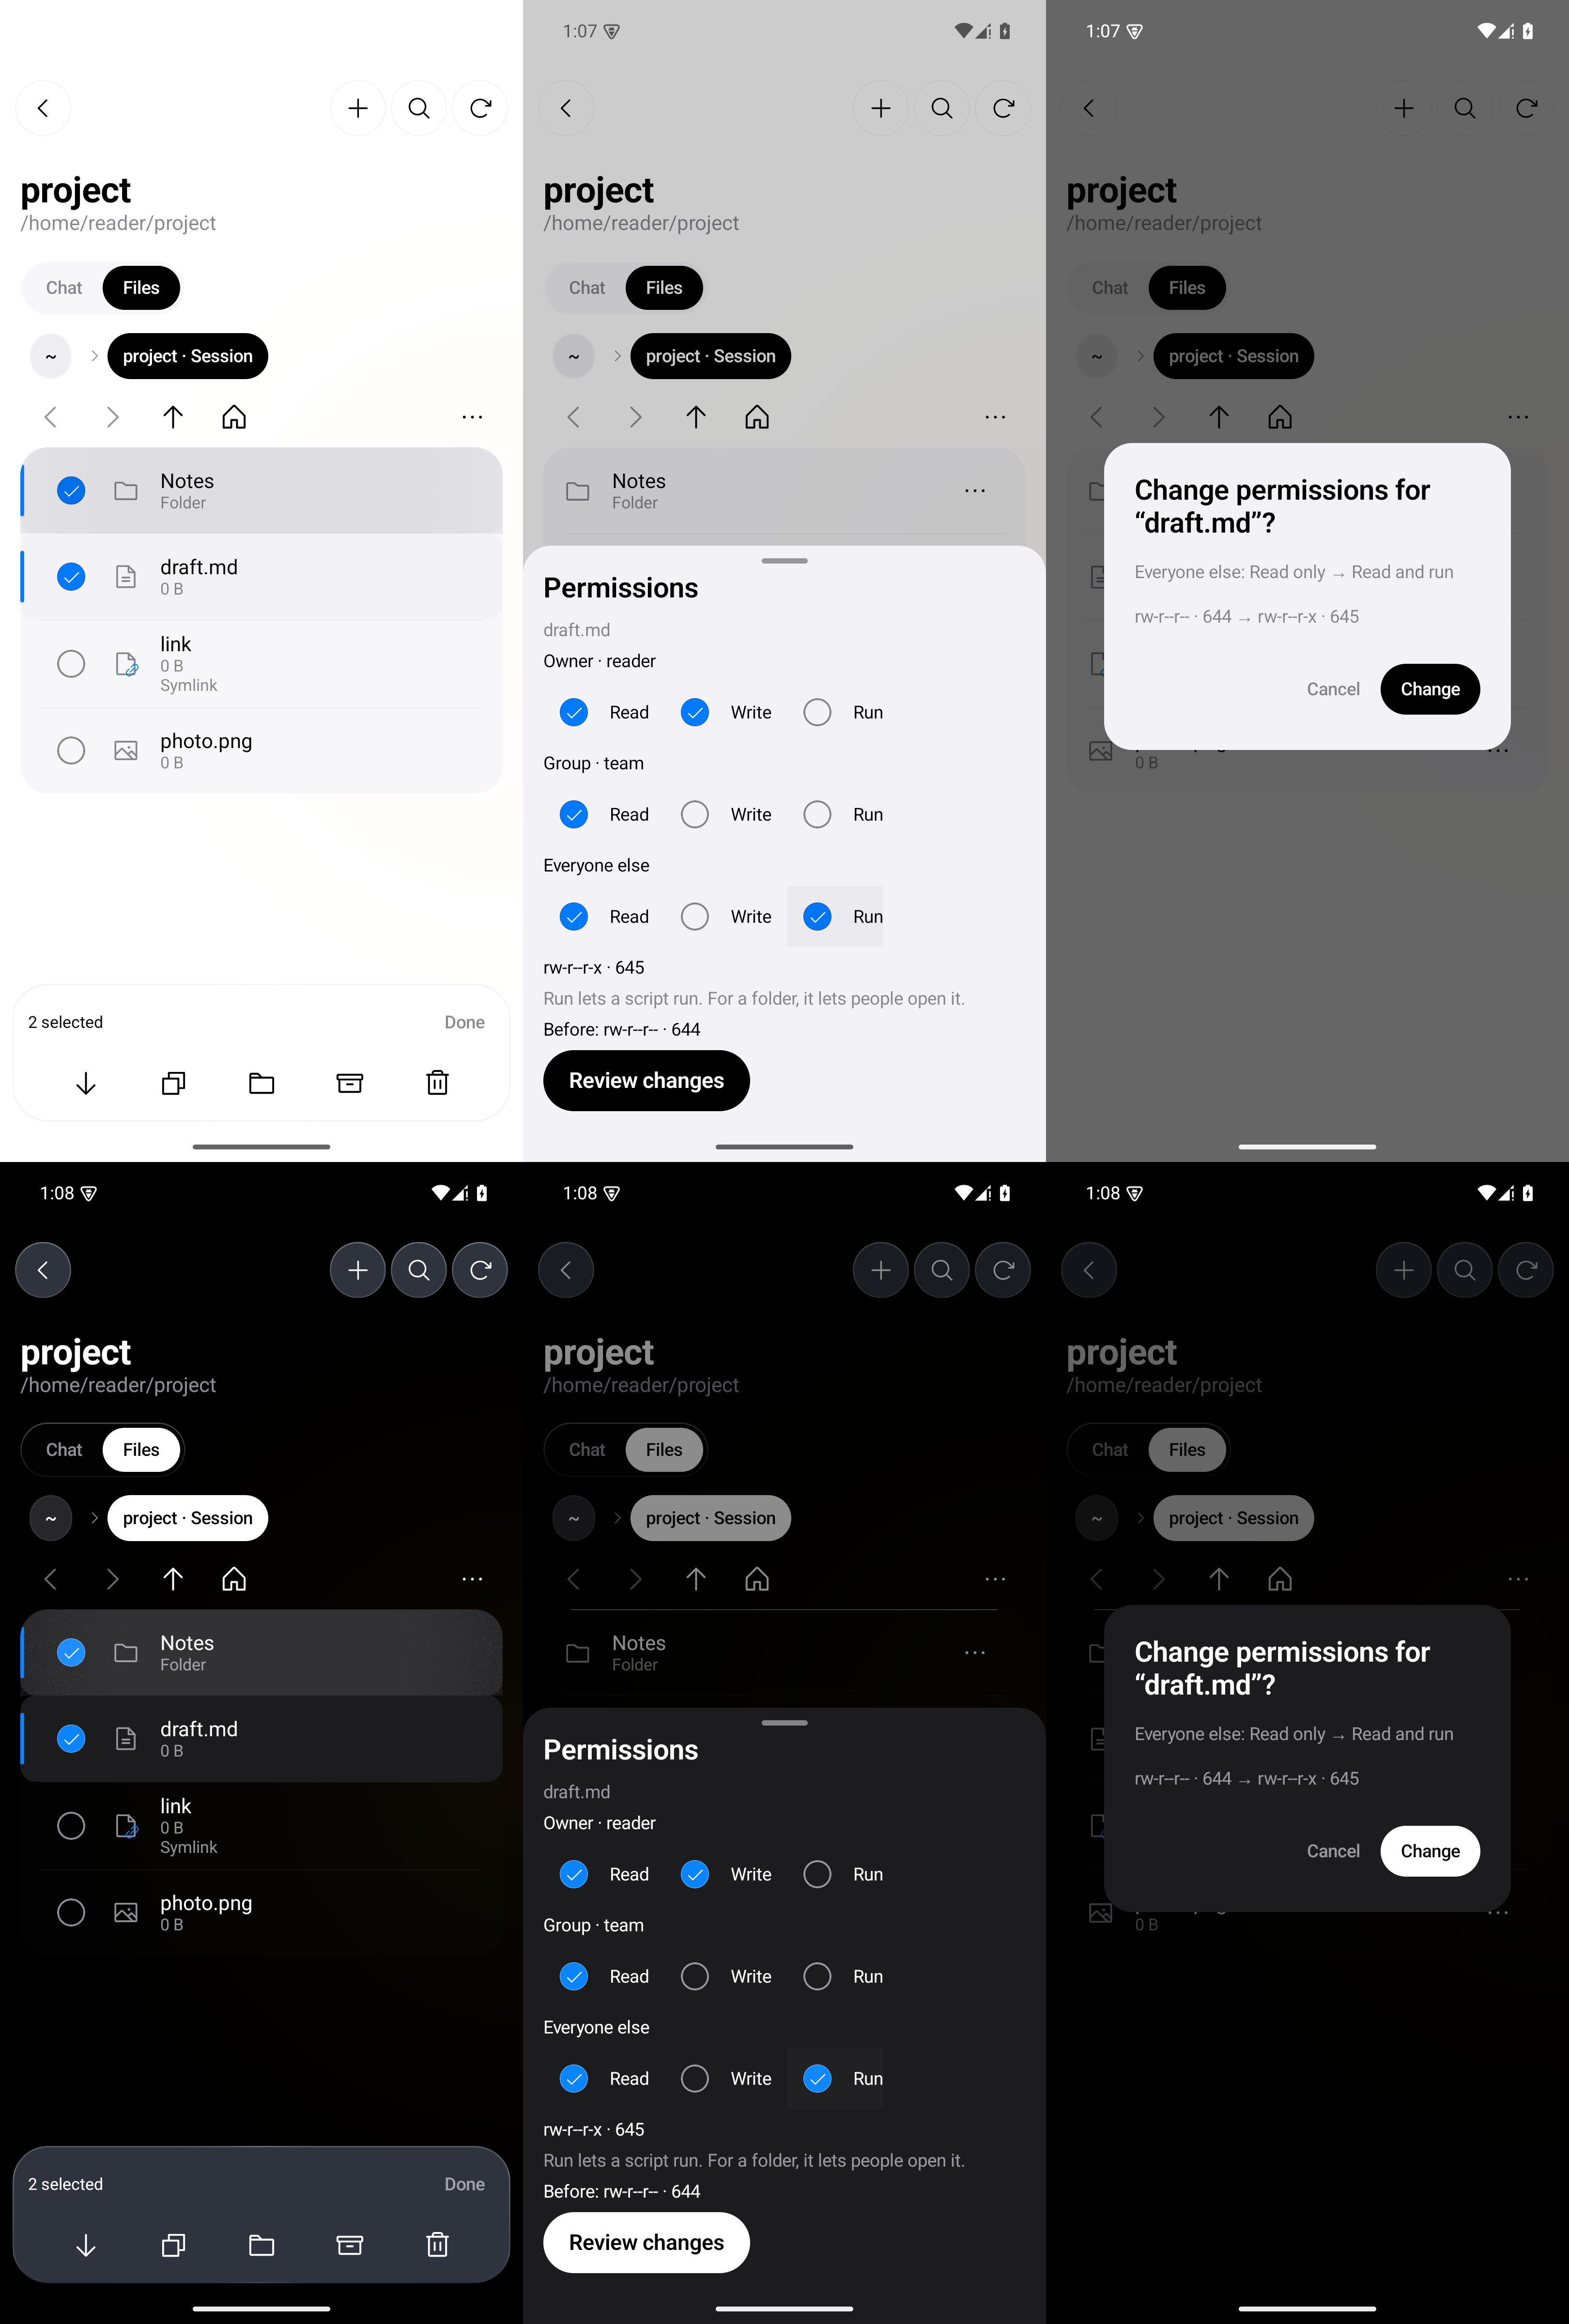 project
/home/reader/project
Chat Files
~ project · Session
Notes
Folder
draft.md
0 B
link
0 B
Symlink
photo.png
0 B
2 selected Done
1:07
project
/home/reader/project
Chat Files
~ project · Session
Notes
Folder
Permissions
draft.md
Owner · reader
Read Write Run
Group · team
Read Write Run
Everyone else
Read Write Run
rw-r--r-x · 645
Run lets a script run. For a folder, it lets people open it.
Before: rw-r--r-- · 644
Review changes
1:07
project
/home/reader/project
Chat Files
~ project · Session
Change permissions for
“draft.md”?
Everyone else: Read only → Read and run
rw-r--r-- · 644 → rw-r--r-x · 645
Cancel Change
0 B
1:08
project
/home/reader/project
Chat Files
~ project · Session
Notes
Folder
draft.md
0 B
link
0 B
Symlink
photo.png
0 B
2 selected Done
1:08
project
/home/reader/project
Chat Files
~ project · Session
Notes
Folder
Permissions
draft.md
Owner · reader
Read Write Run
Group · team
Read Write Run
Everyone else
Read Write Run
rw-r--r-x · 645
Run lets a script run. For a folder, it lets people open it.
Before: rw-r--r-- · 644
Review changes
1:08
project
/home/reader/project
Chat Files
~ project · Session
Change permissions for
“draft.md”?
Everyone else: Read only → Read and run
rw-r--r-- · 644 → rw-r--r-x · 645
Cancel Change
0 B